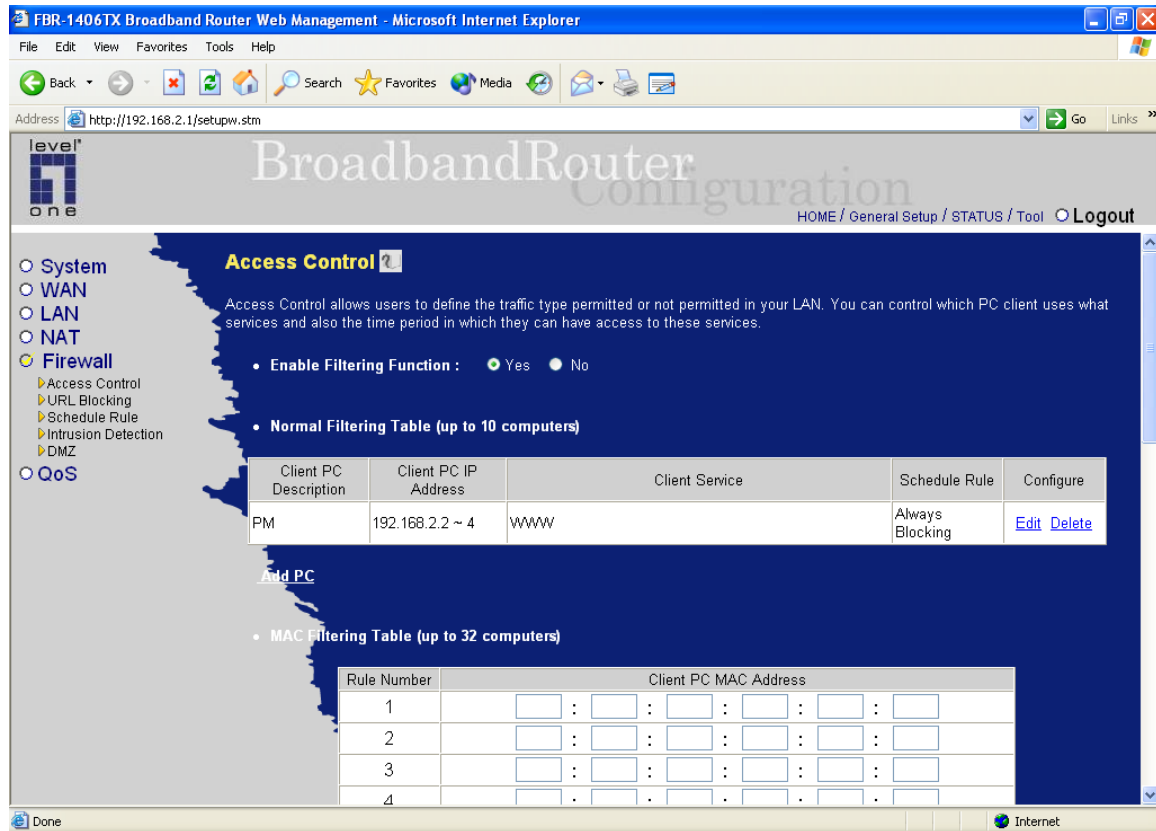 FBR-1406TX Broadband Router Web Management - Microsoft Internet Explorer
File Edit View Favorites Tools Help
Back Search Favorites Media
Address http://192.168.2.1/setupw.stm Go Links »
level
one
BroadbandRouter
Configuration
HOME / General Setup / STATUS / Tool Logout
System
WAN
LAN
NAT
Firewall
Access Control
URL Blocking
Schedule Rule
Intrusion Detection
DMZ
QoS
Access Control
Access Control allows users to define the traffic type permitted or not permitted in your LAN. You can control which PC client uses what
services and also the time period in which they can have access to these services.
• Enable Filtering Function : Yes No
• Normal Filtering Table (up to 10 computers)
Client PC Description Client PC IP Address Client Service Schedule Rule Configure
PM 192.168.2.2 ~ 4 WWW Always Blocking Edit Delete
Add PC
• MAC Filtering Table (up to 32 computers)
Rule Number Client PC MAC Address
1 : : : : :
2 : : : : :
3 : : : : :
4 : : : : :
Done Internet